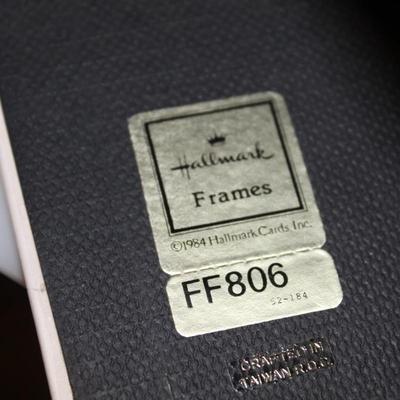 Hallmark
Frames
©1984 Hallmark Cards Inc.
FF806
S2-184
CRAFTED IN
TAIWAN R.O.C.